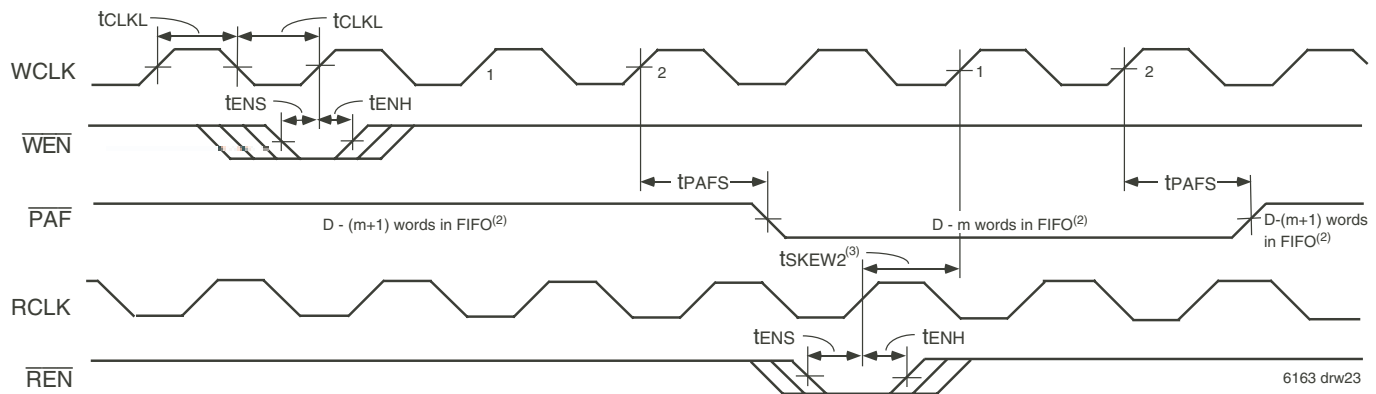 tCLKL tCLKL
WCLK 1 2 1 2
tENS tENH
WEN
tPAFS tPAFS
PAF D - (m+1) words in FIFO(2) D - m words in FIFO(2) D-(m+1) words
in FIFO(2)
tSKEW2(3)
RCLK
tENS tENH
REN
6163 drw23